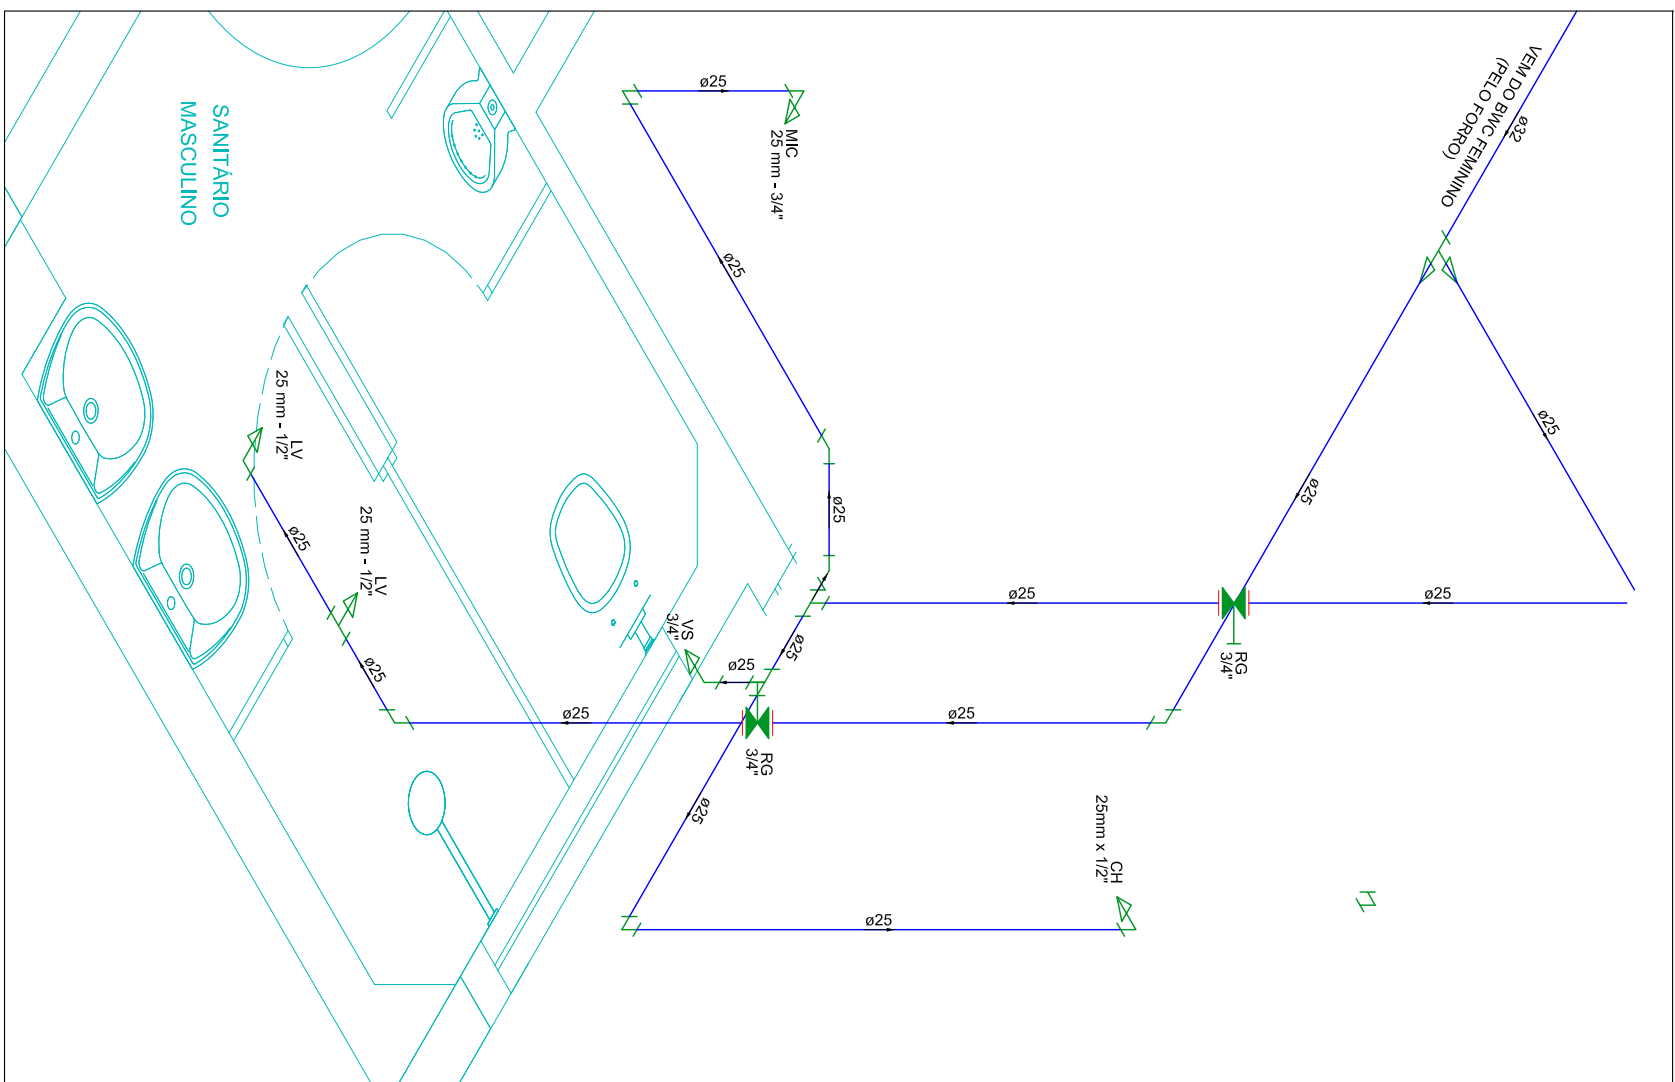 VEM DO BWC FEMININO
(PELO FORRO)
ø32
ø25
MIC
25 mm - 3/4"
ø25
SANITÁRIO
MASCULINO
ø25
ø25
ø25
ø25
ø25
RG
3/4"
LV
25 mm - 1/2"
LV
25 mm - 1/2"
ø25
ø25
VS
3/4"
ø25
ø25
ø25
ø25
RG
3/4"
ø25
CH
25mm x 1/2"
ø25